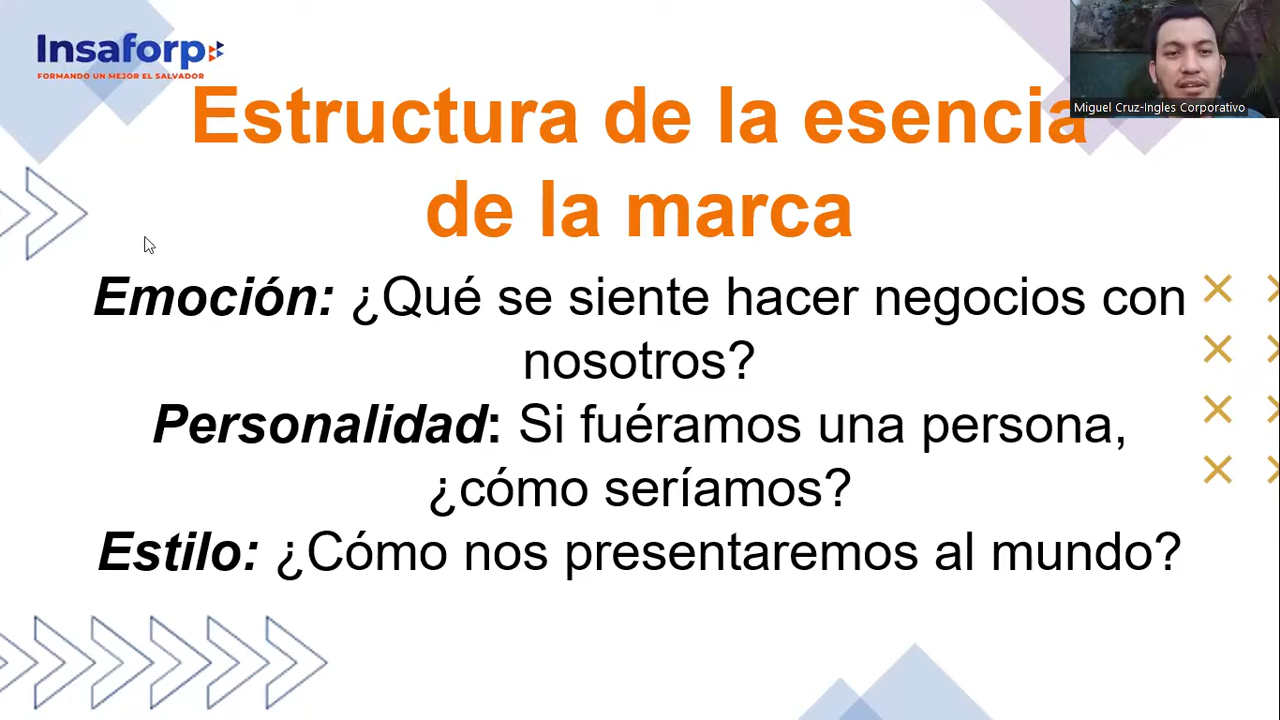 Insaforp
FORMANDO UN MEJOR EL SALVADOR
Miguel Cruz-Ingles Corporativo
Estructura de la esencia
de la marca
Emoción: ¿Qué se siente hacer negocios con
nosotros?
Personalidad: Si fuéramos una persona,
¿cómo seríamos?
Estilo: ¿Cómo nos presentaremos al mundo?